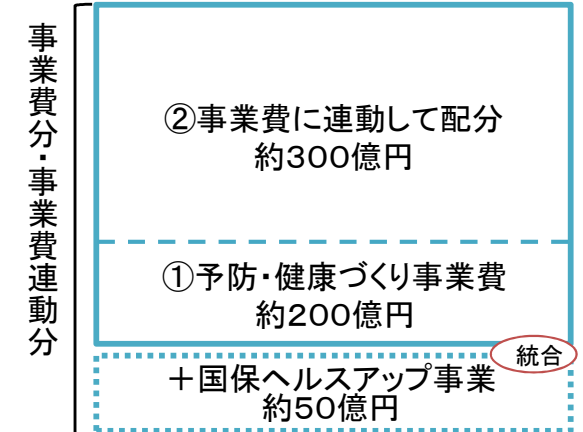 事業費分・事業費連動分
②事業費に連動して配分
約３００億円
①予防・健康づくり事業費
約２００億円
統合
＋国保ヘルスアップ事業
約５０億円